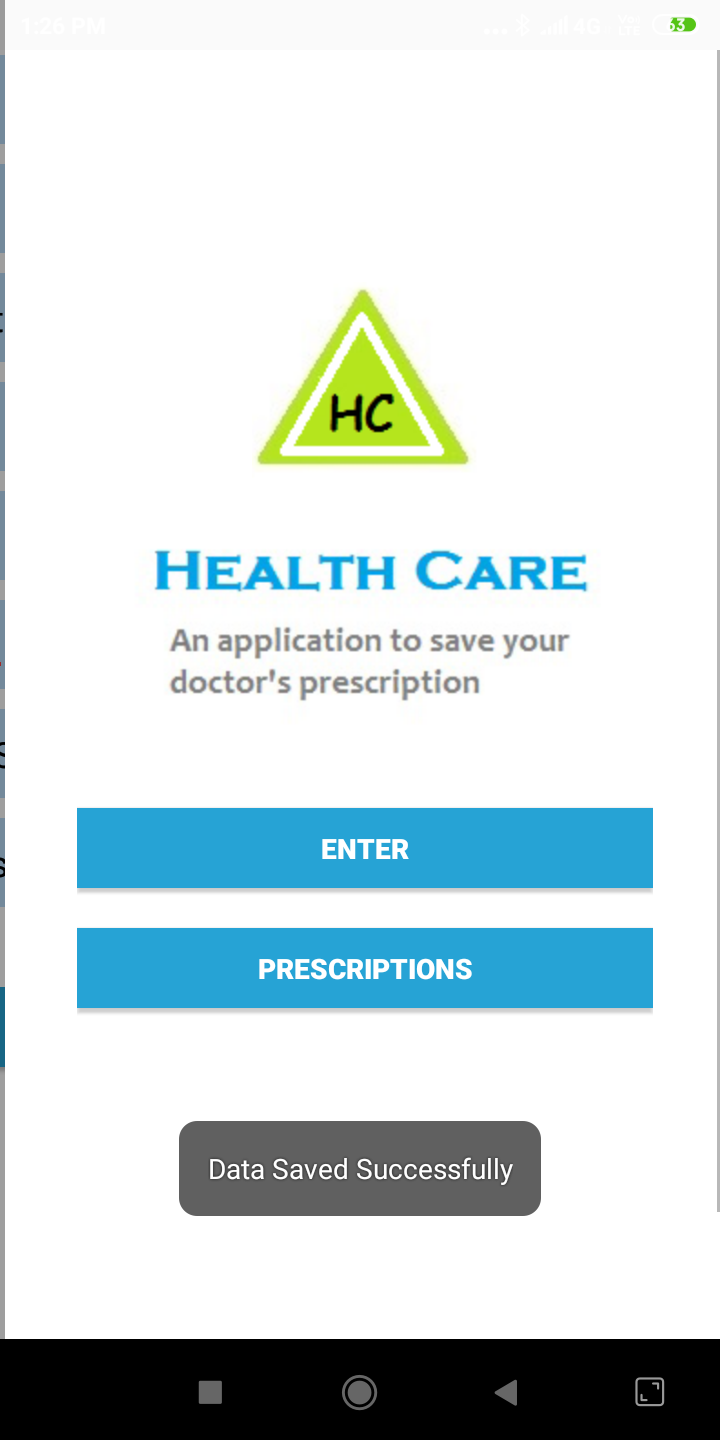 1:26 PM
4G
VoLTE
63
HC
HEALTH CARE
An application to save your
doctor's prescription
ENTER
PRESCRIPTIONS
Data Saved Successfully